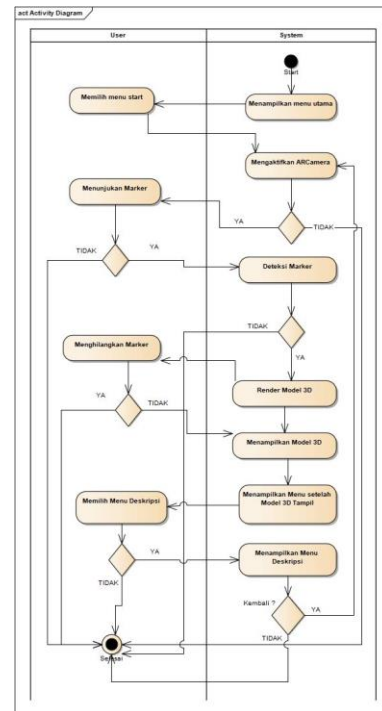 act Activity Diagram
User
System
Start
Memilih menu start
Menampilkan menu utama
Mengaktifkan ARCamera
Menunjukan Marker
YA
TIDAK
TIDAK
YA
Deteksi Marker
TIDAK
YA
Menghilangkan Marker
Render Model 3D
YA
TIDAK
Menampilkan Model 3D
Memilih Menu Deskripsi
Menampilkan Menu setelah
Model 3D Tampil
YA
Menampilkan Menu
Deskripsi
TIDAK
Kembali ?
YA
TIDAK
Selesai